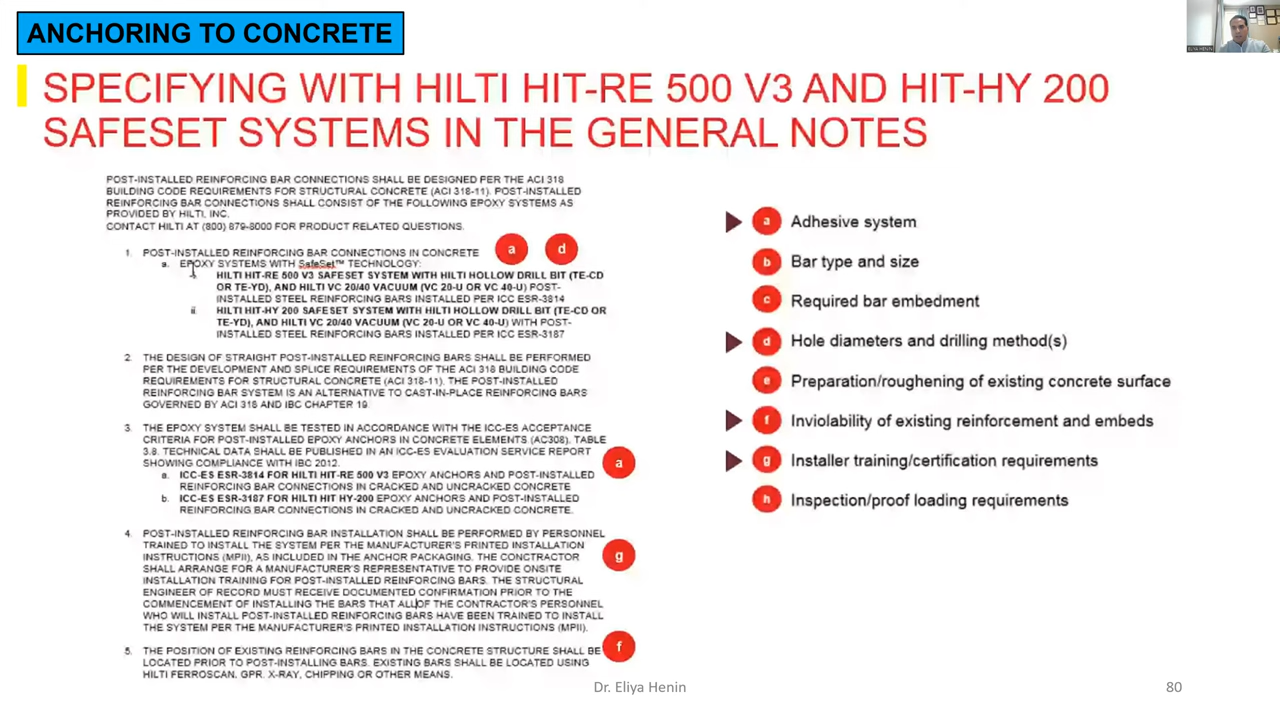 ANCHORING TO CONCRETE
SPECIFYING WITH HILTI HIT-RE 500 V3 AND HIT-HY 200
SAFESET SYSTEMS IN THE GENERAL NOTES
POST-INSTALLED REINFORCING BAR CONNECTIONS SHALL BE DESIGNED PER THE ACI 318
BUILDING CODE REQUIREMENTS FOR STRUCTURAL CONCRETE (ACI 318-11). POST-INSTALLED
REINFORCING BAR CONNECTIONS SHALL CONSIST OF THE FOLLOWING EPOXY SYSTEMS AS
PROVIDED BY HILTI, INC.
CONTACT HILTI AT (800) 879-8000 FOR PRODUCT RELATED QUESTIONS.
1. POST-INSTALLED REINFORCING BAR CONNECTIONS IN CONCRETE
a d
a. EPOXY SYSTEMS WITH SafeSet™ TECHNOLOGY:
i. HILTI HIT-RE 500 V3 SAFESET SYSTEM WITH HILTI HOLLOW DRILL BIT (TE-CD
OR TE-YD), AND HILTI VC 20/40 VACUUM (VC 20-U OR VC 40-U) POST-
INSTALLED STEEL REINFORCING BARS INSTALLED PER ICC ESR-3814
ii. HILTI HIT-HY 200 SAFESET SYSTEM WITH HILTI HOLLOW DRILL BIT (TE-CD OR
TE-YD), AND HILTI VC 20/40 VACUUM (VC 20-U OR VC 40-U) WITH POST-
INSTALLED STEEL REINFORCING BARS INSTALLED PER ICC ESR-3187
2. THE DESIGN OF STRAIGHT POST-INSTALLED REINFORCING BARS SHALL BE PERFORMED
PER THE DEVELOPMENT AND SPLICE REQUIREMENTS OF THE ACI 318 BUILDING CODE
REQUIREMENTS FOR STRUCTURAL CONCRETE (ACI 318-11). THE POST-INSTALLED
REINFORCING BAR SYSTEM IS AN ALTERNATIVE TO CAST-IN-PLACE REINFORCING BARS
GOVERNED BY ACI 318 AND IBC CHAPTER 19.
3. THE EPOXY SYSTEM SHALL BE TESTED IN ACCORDANCE WITH THE ICC-ES ACCEPTANCE
CRITERIA FOR POST-INSTALLED EPOXY ANCHORS IN CONCRETE ELEMENTS (AC308), TABLE
3.8. TECHNICAL DATA SHALL BE PUBLISHED IN AN ICC-ES EVALUATION SERVICE REPORT
SHOWING COMPLIANCE WITH IBC 2012.
a
a. ICC-ES ESR-3814 FOR HILTI HIT-RE 500 V3 EPOXY ANCHORS AND POST-INSTALLED
REINFORCING BAR CONNECTIONS IN CRACKED AND UNCRACKED CONCRETE
b. ICC-ES ESR-3187 FOR HILTI HIT HY-200 EPOXY ANCHORS AND POST-INSTALLED
REINFORCING BAR CONNECTIONS IN CRACKED AND UNCRACKED CONCRETE.
4. POST-INSTALLED REINFORCING BAR INSTALLATION SHALL BE PERFORMED BY PERSONNEL
TRAINED TO INSTALL THE SYSTEM PER THE MANUFACTURER'S PRINTED INSTALLATION
INSTRUCTIONS (MPII), AS INCLUDED IN THE ANCHOR PACKAGING. THE CONCTRACTOR
SHALL ARRANGE FOR A MANUFACTURER'S REPRESENTATIVE TO PROVIDE ONSITE
INSTALLATION TRAINING FOR POST-INSTALLED REINFORCING BARS. THE STRUCTURAL
ENGINEER OF RECORD MUST RECEIVE DOCUMENTED CONFIRMATION PRIOR TO THE
COMMENCEMENT OF INSTALLING THE BARS THAT ALL OF THE CONTRACTOR'S PERSONNEL
WHO WILL INSTALL POST-INSTALLED REINFORCING BARS HAVE BEEN TRAINED TO INSTALL
THE SYSTEM PER THE MANUFACTURER'S PRINTED INSTALLATION INSTRUCTIONS (MPII).
g
5. THE POSITION OF EXISTING REINFORCING BARS IN THE CONCRETE STRUCTURE SHALL BE
LOCATED PRIOR TO POST-INSTALLING BARS. EXISTING BARS SHALL BE LOCATED USING
HILTI FERROSCAN, GPR, X-RAY, CHIPPING OR OTHER MEANS.
f
a Adhesive system
b Bar type and size
c Required bar embedment
d Hole diameters and drilling method(s)
e Preparation/roughening of existing concrete surface
f Inviolability of existing reinforcement and embeds
g Installer training/certification requirements
h Inspection/proof loading requirements
Dr. Eliya Henin
80